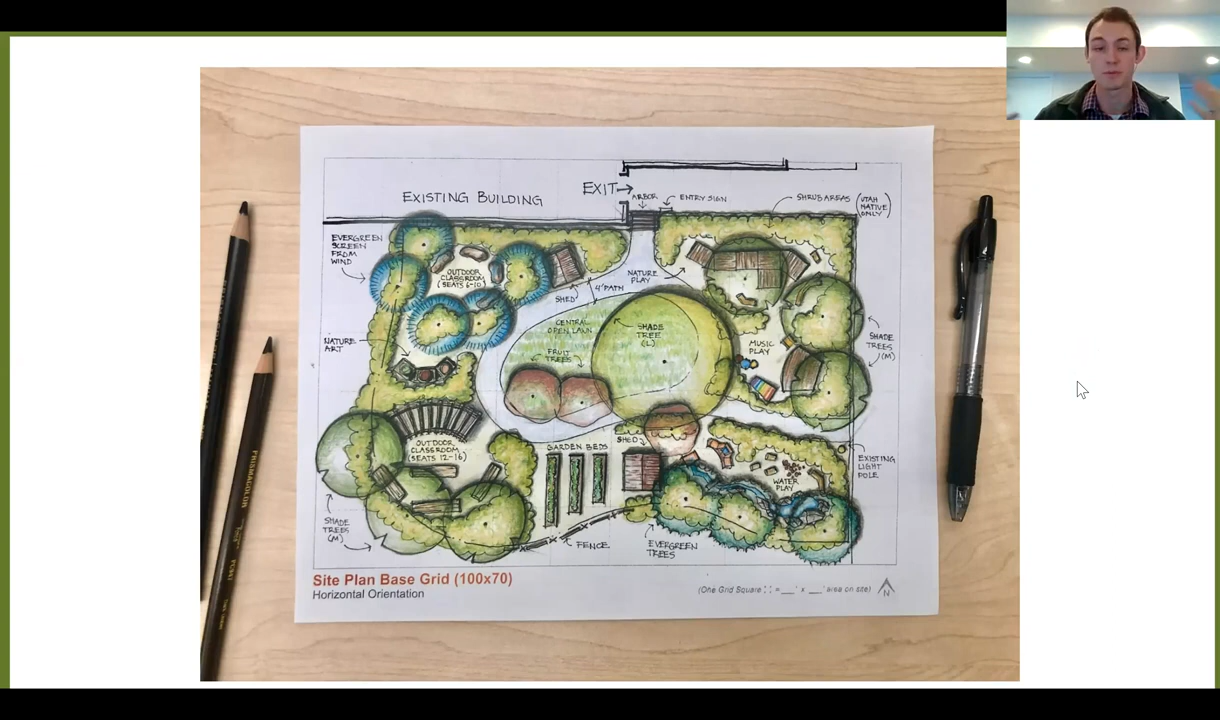 EXISTING BUILDING
EXIT→
ARBOR
ENTRY SIGN
SHRUB AREAS
(UTAH
NATIVE
ONLY)
EVERGREEN
SCREEN
FROM
WIND
OUTDOOR
CLASSROOM
(SEATS 6-10)
SHED
4' PATH
NATURE
PLAY
CENTRAL
OPEN LAWN
SHADE
TREE
(L)
FRUIT
TREES
MUSIC
PLAY
SHADE
TREES
(M)
NATURE
ART
OUTDOOR
CLASSROOM
(SEATS 12-16)
GARDEN BEDS
SHED
WATER
PLAY
EXISTING
LIGHT
POLE
SHADE
TREES
(M)
FENCE
EVERGREEN
TREES
Site Plan Base Grid (100x70)
Horizontal Orientation
(One Grid Square = ___' x ___' area on site)
N
PRISMACOLOR